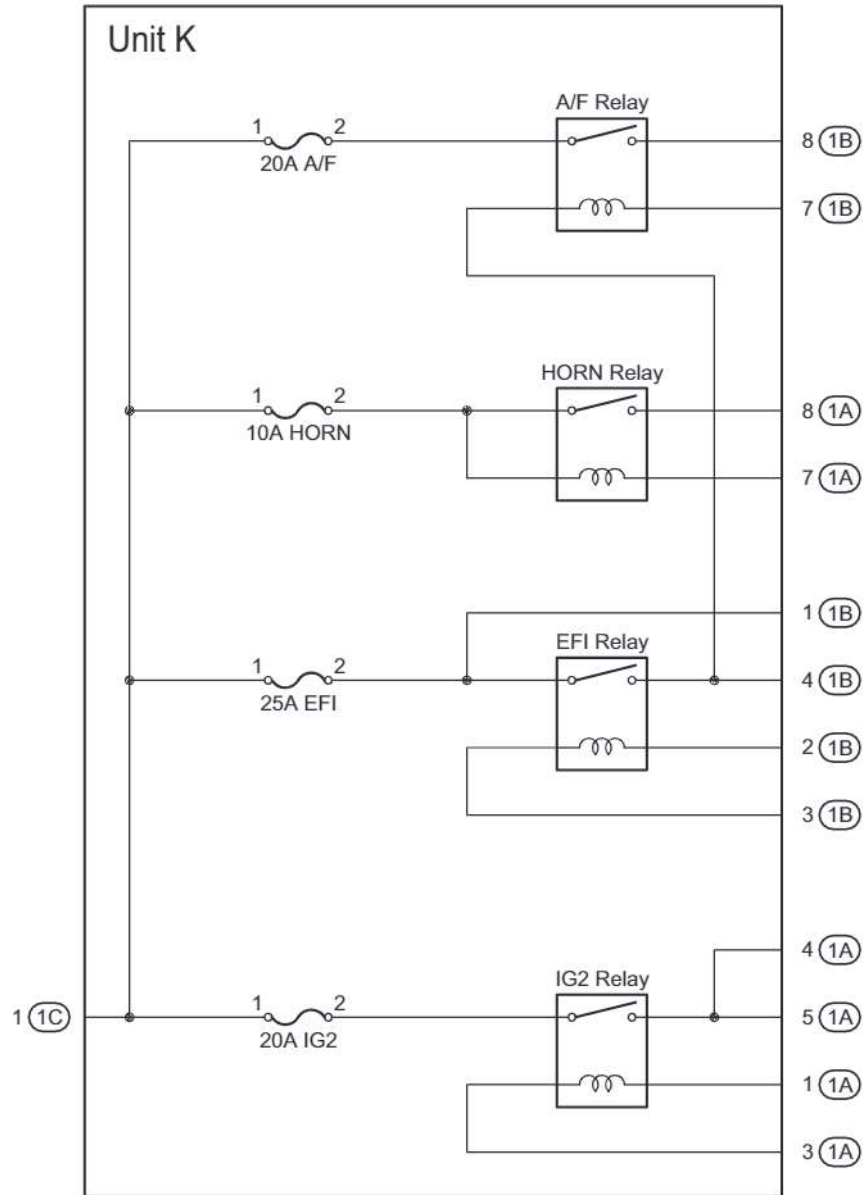 Unit K
A/F Relay
1 2
20A A/F
8 1B
7 1B
HORN Relay
1 2
10A HORN
8 1A
7 1A
1 1B
EFI Relay
1 2
25A EFI
4 1B
2 1B
3 1B
4 1A
IG2 Relay
1 1C
1 2
20A IG2
5 1A
1 1A
3 1A